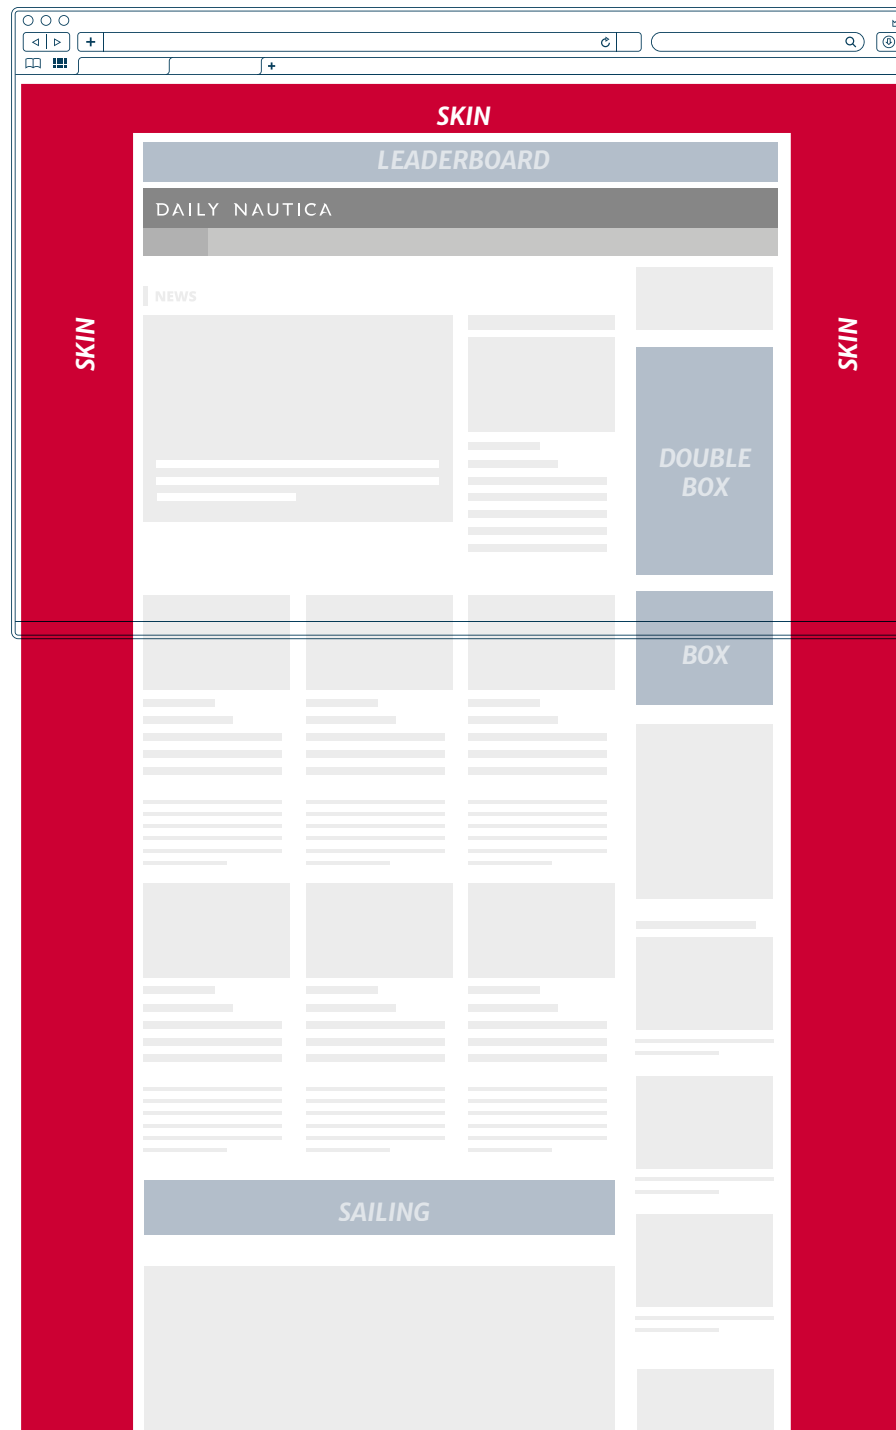 SKIN
LEADERBOARD
DAILY NAUTICA
NEWS
SKIN
SKIN
DOUBLE
BOX
BOX
SAILING